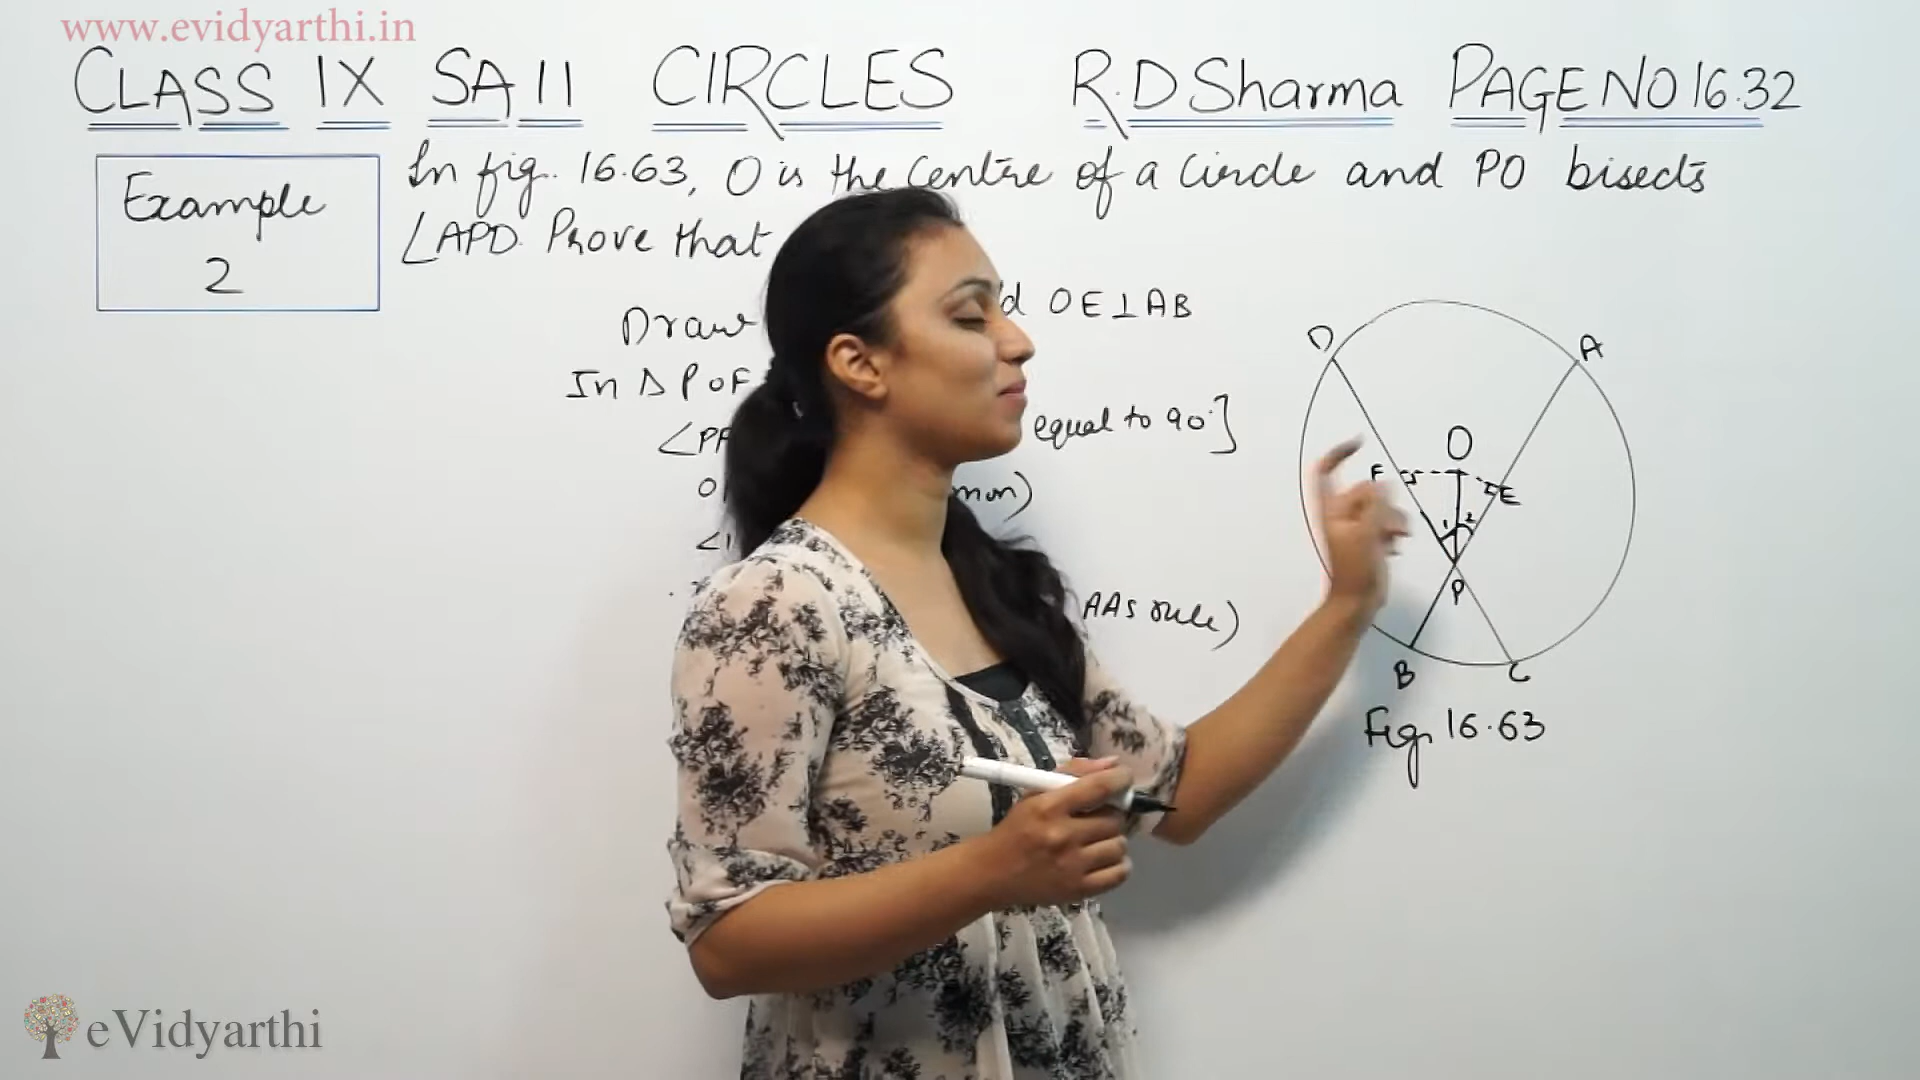 www.evidyarthi.in
CLASS IX SA II CIRCLES R.D Sharma PAGE NO 16.32
Example
2
In fig. 16.63, O is the centre of a circle and PO bisects
∠APD. Prove that
Draw OE⊥AB
In Δ POF
equal to 90°]
AAS rule)
D
A
O
F
E
1 2
P
B
C
Fig. 16.63
eVidyarthi